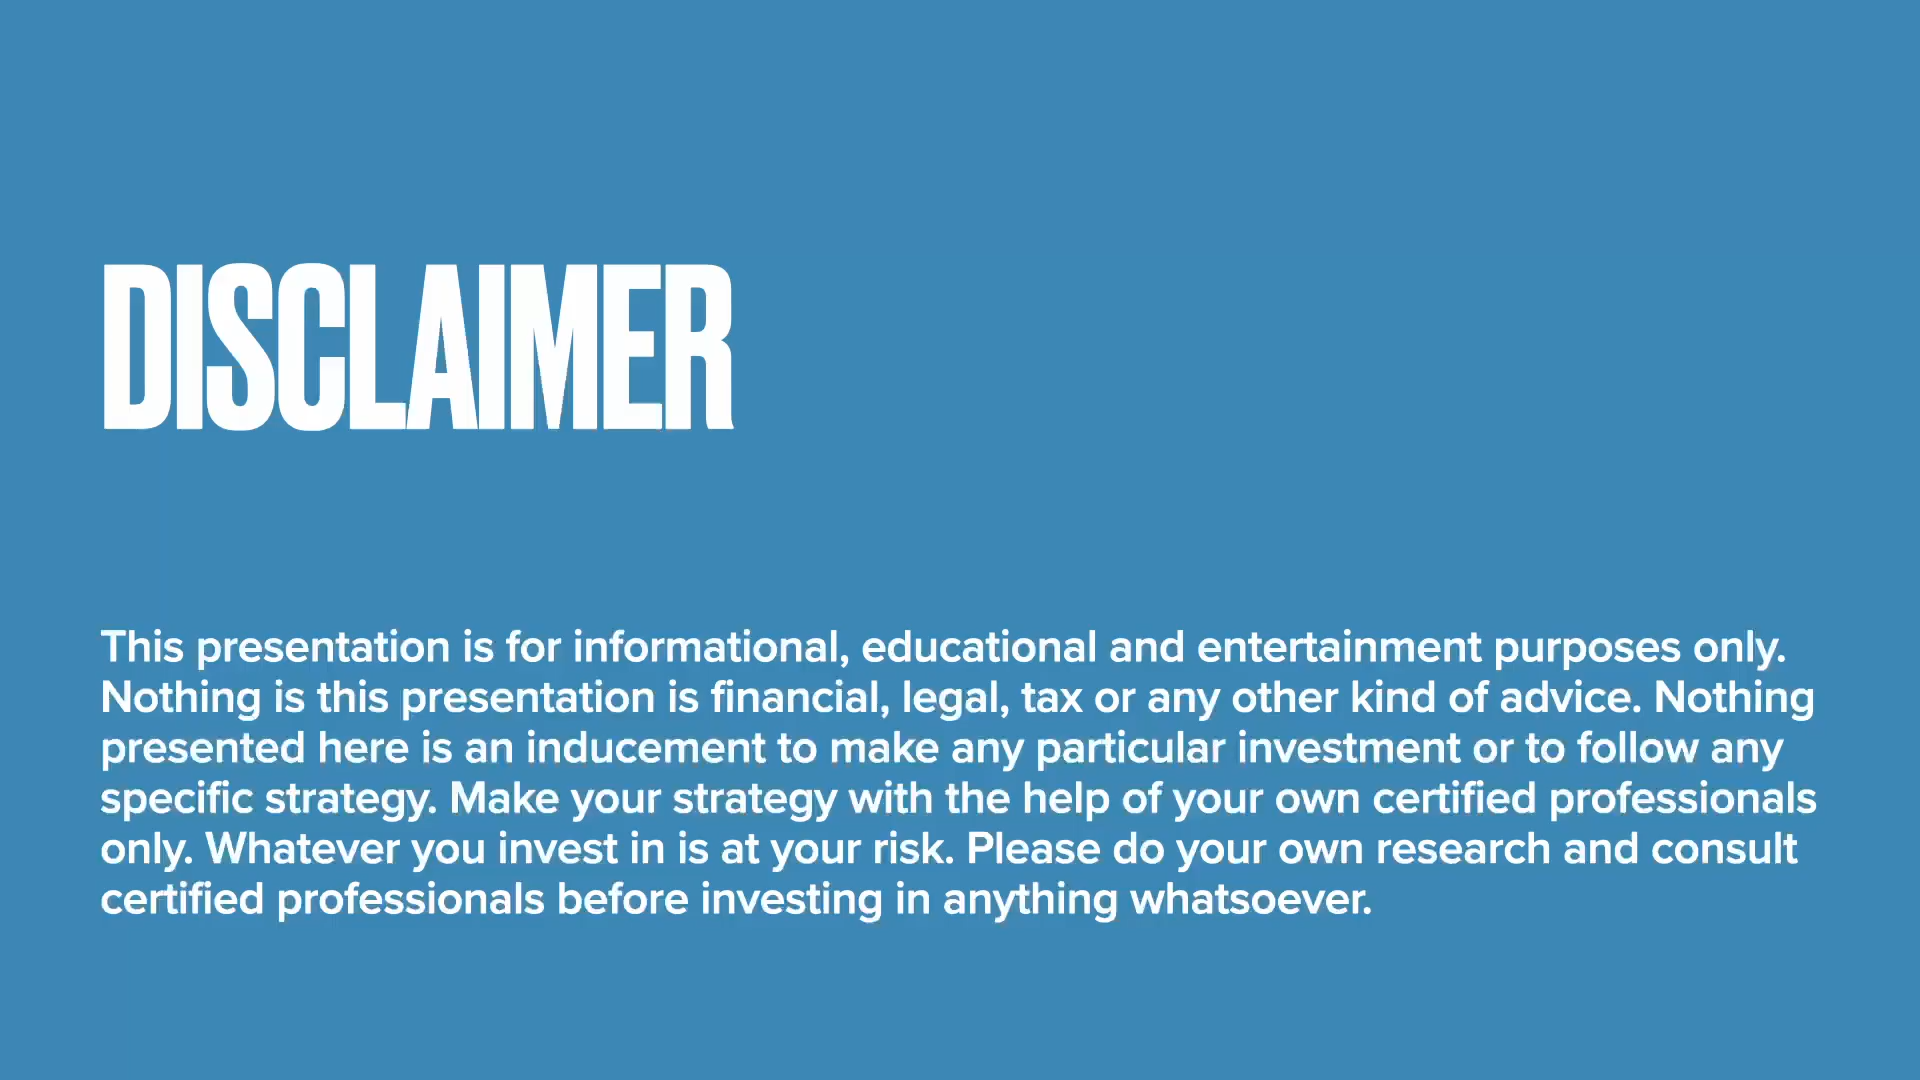 DISCLAIMER
This presentation is for informational, educational and entertainment purposes only.
Nothing is this presentation is financial, legal, tax or any other kind of advice. Nothing
presented here is an inducement to make any particular investment or to follow any
specific strategy. Make your strategy with the help of your own certified professionals
only. Whatever you invest in is at your risk. Please do your own research and consult
certified professionals before investing in anything whatsoever.